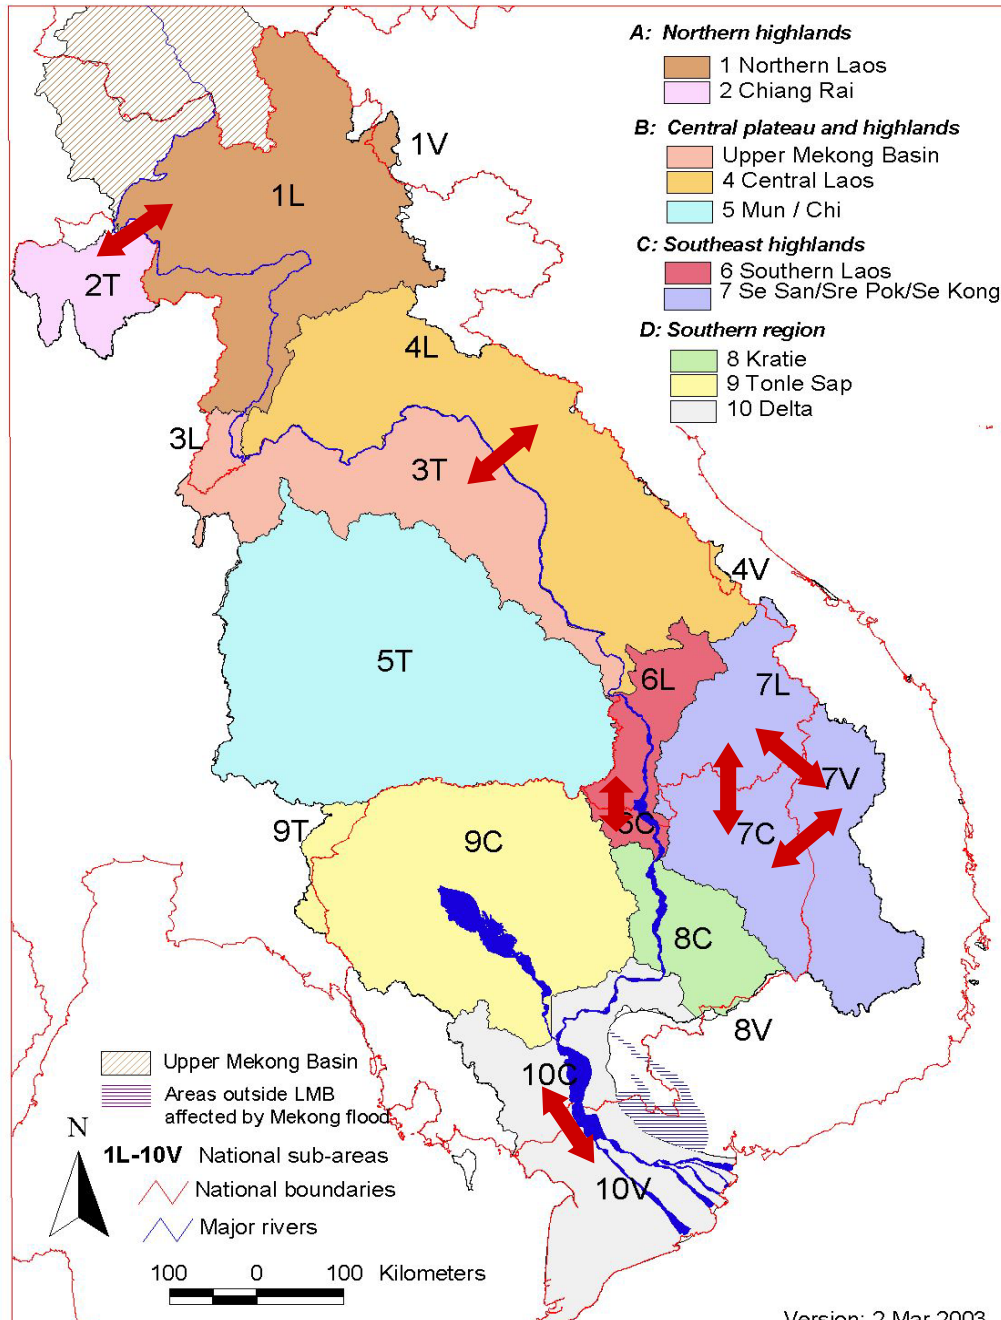 A: Northern highlands
1 Northern Laos
2 Chiang Rai
B: Central plateau and highlands
Upper Mekong Basin
4 Central Laos
5 Mun / Chi
C: Southeast highlands
6 Southern Laos
7 Se San/Sre Pok/Se Kong
D: Southern region
8 Kratie
9 Tonle Sap
10 Delta
1V
1L
2T
4L
3L
3T
4V
5T
6L
7L
7V
6C
7C
9T
9C
8C
8V
10C
10V
Upper Mekong Basin
Areas outside LMB
affected by Mekong flood
N
1L-10V National sub-areas
National boundaries
Major rivers
100 0 100 Kilometers
Version: 2 Mar 2003